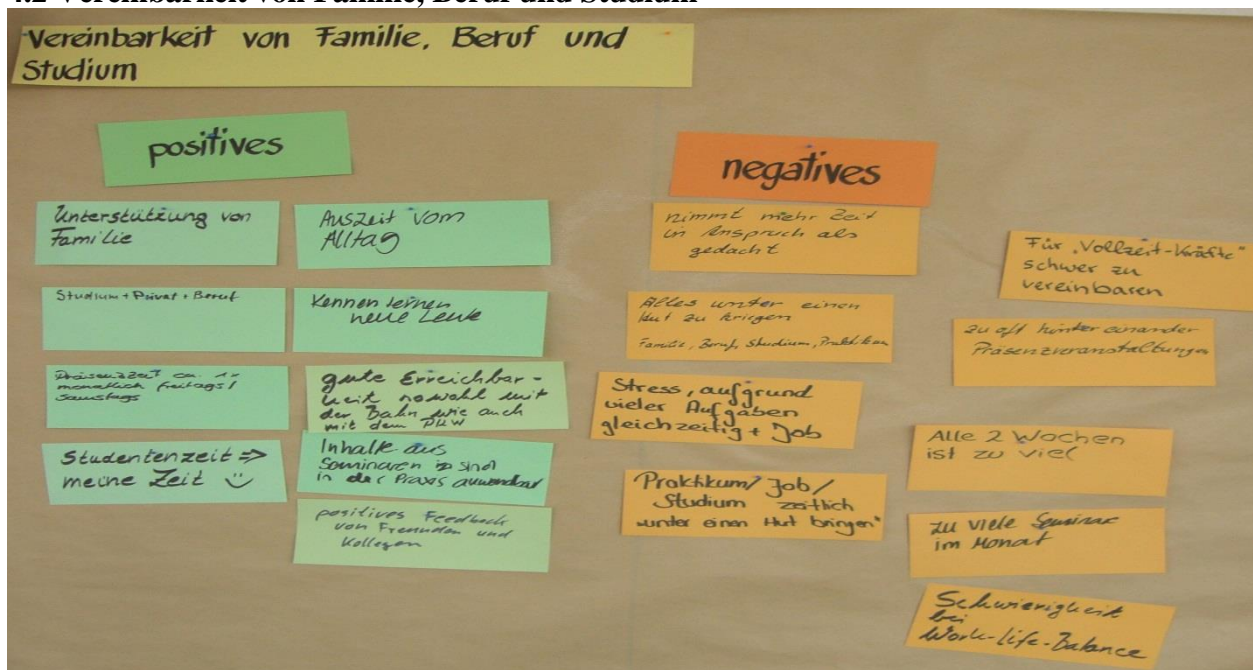 4.2 Vereinbarkeit von Familie, Beruf und Studium
Vereinbarkeit von Familie, Beruf und
Studium
positives
Unterstützung von
Familie
Studium + Privat + Beruf
Präsenzzeit ca. 1x
monatlich freitags/
samstags
Studentenzeit =>
meine Zeit
Auszeit vom
Alltag
Kennen lernen
neue Leute
gute Erreichbar-
keit sowohl mit
der Bahn wie auch
mit dem PKW
Inhalte aus
Seminaren sind
in der Praxis anwendbar
positives Feedback
von Freunden und
Kollegen
negatives
nimmt mehr Zeit
in Anspruch als
gedacht
Alles unter einen
Hut zu kriegen
Familie, Beruf, Studium, Praktikum
Stress, aufgrund
vieler Aufgaben
gleichzeitig + Job
Praktikum/Job/
Studium zeitlich
"unter einen Hut bringen"
Für "Vollzeit-Kräfte"
schwer zu
vereinbaren
zu oft hinter einander
Präsenzveranstaltungen
Alle 2 Wochen
ist zu viel
zu viele Seminar
im Monat
Schwierigkeit
bei
Work-Life-Balance